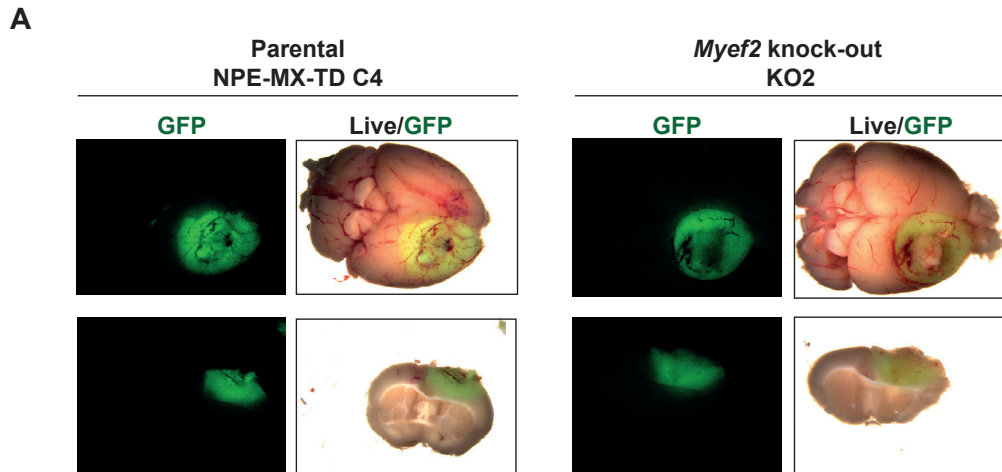 A
Parental
NPE-MX-TD C4
Myef2 knock-out
KO2
GFP
Live/GFP
GFP
Live/GFP